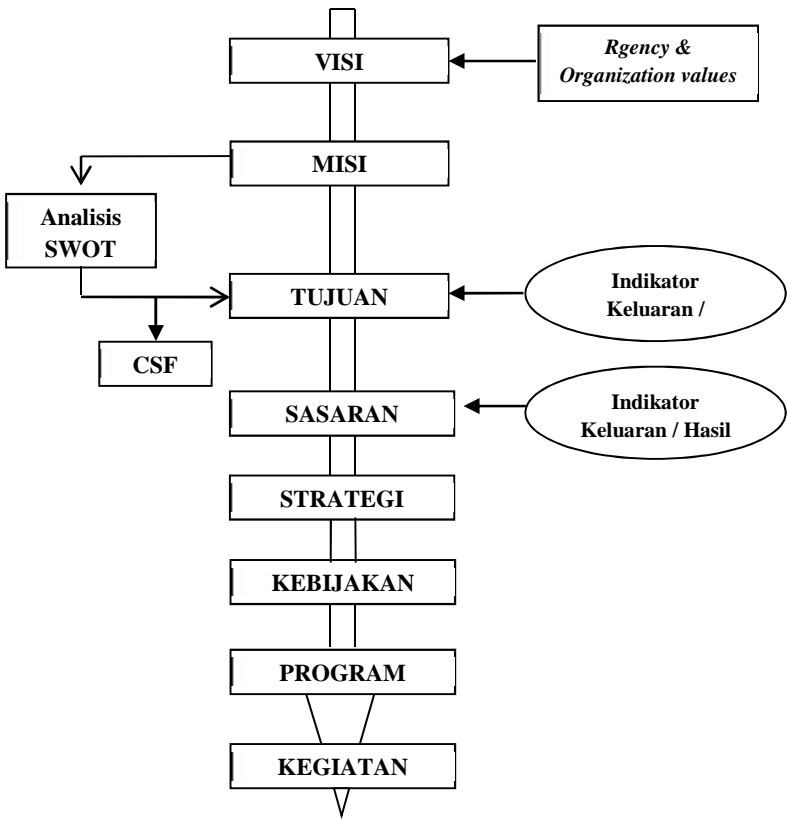 VISI
Rgency &
Organization values
MISI
Analisis
SWOT
TUJUAN
Indikator
Keluaran /
CSF
SASARAN
Indikator
Keluaran / Hasil
STRATEGI
KEBIJAKAN
PROGRAM
KEGIATAN